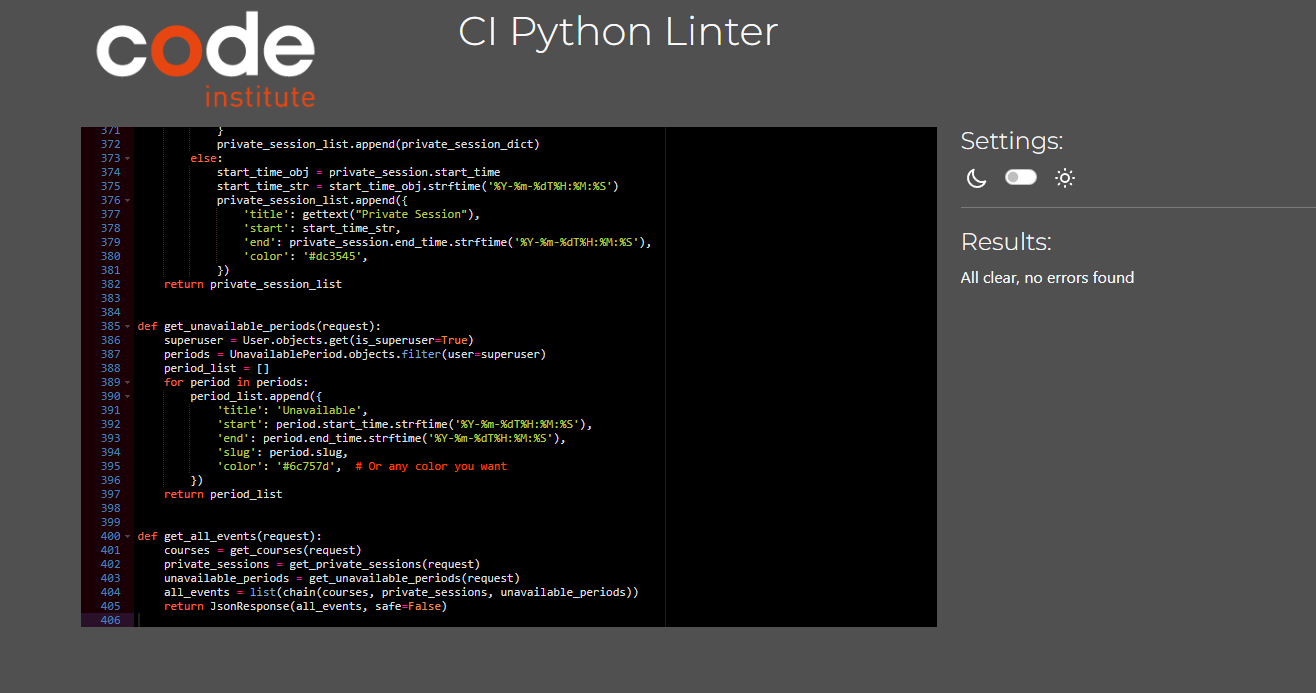 code
institute
CI Python Linter
371 }
372 private_session_list.append(private_session_dict)
373 else:
374 start_time_obj = private_session.start_time
375 start_time_str = start_time_obj.strftime('%Y-%m-%dT%H:%M:%S')
376 private_session_list.append({
377 'title': gettext("Private Session"),
378 'start': start_time_str,
379 'end': private_session.end_time.strftime('%Y-%m-%dT%H:%M:%S'),
380 'color': '#dc3545',
381 })
382 return private_session_list
383
384
385 def get_unavailable_periods(request):
386 superuser = User.objects.get(is_superuser=True)
387 periods = UnavailablePeriod.objects.filter(user=superuser)
388 period_list = []
389 for period in periods:
390 period_list.append({
391 'title': 'Unavailable',
392 'start': period.start_time.strftime('%Y-%m-%dT%H:%M:%S'),
393 'end': period.end_time.strftime('%Y-%m-%dT%H:%M:%S'),
394 'slug': period.slug,
395 'color': '#6c757d',  # Or any color you want
396 })
397 return period_list
398
399
400 def get_all_events(request):
401 courses = get_courses(request)
402 private_sessions = get_private_sessions(request)
403 unavailable_periods = get_unavailable_periods(request)
404 all_events = list(chain(courses, private_sessions, unavailable_periods))
405 return JsonResponse(all_events, safe=False)
406
Settings:
Results:
All clear, no errors found